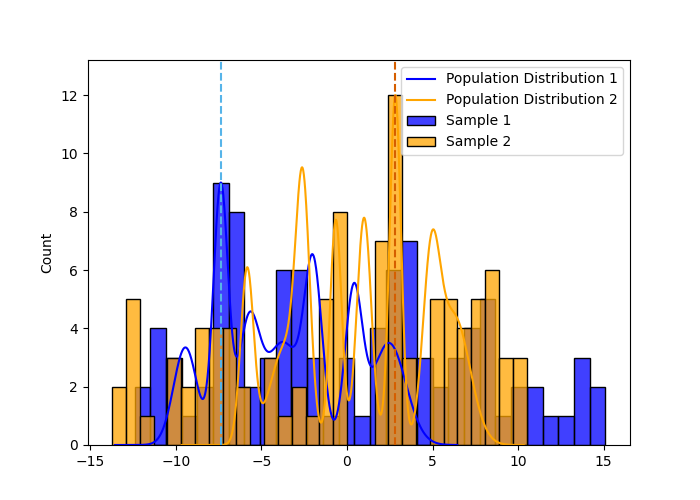 Population Distribution 1
Population Distribution 2
Sample 1
Sample 2
Count
12
10
8
6
4
2
0
−15 −10 −5 0 5 10 15